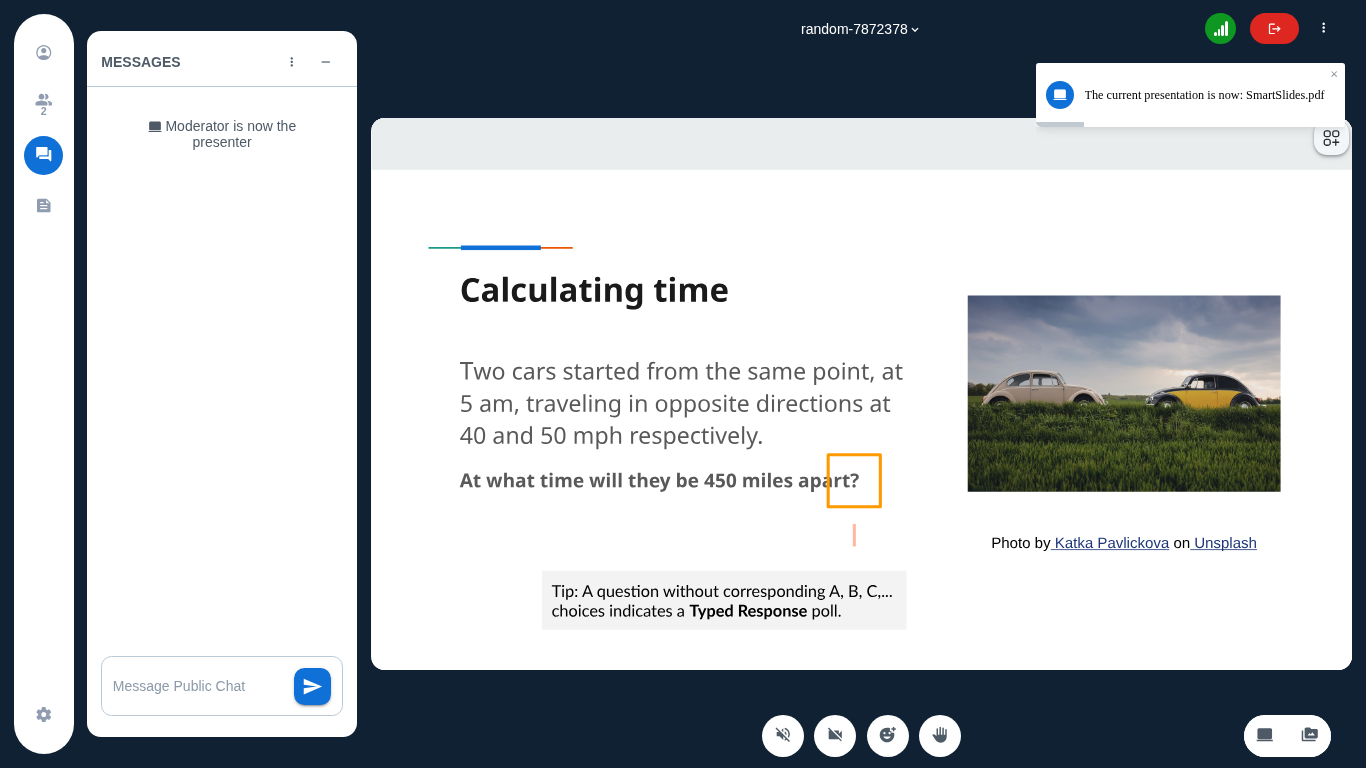 random-7872378
The current presentation is now: SmartSlides.pdf
2
MESSAGES
Moderator is now the
presenter
Message Public Chat
Calculating time
Two cars started from the same point, at
5 am, traveling in opposite directions at
40 and 50 mph respectively.
At what time will they be 450 miles apart?
Tip: A question without corresponding A, B, C,...
choices indicates a Typed Response poll.
Photo by Katka Pavlickova on Unsplash